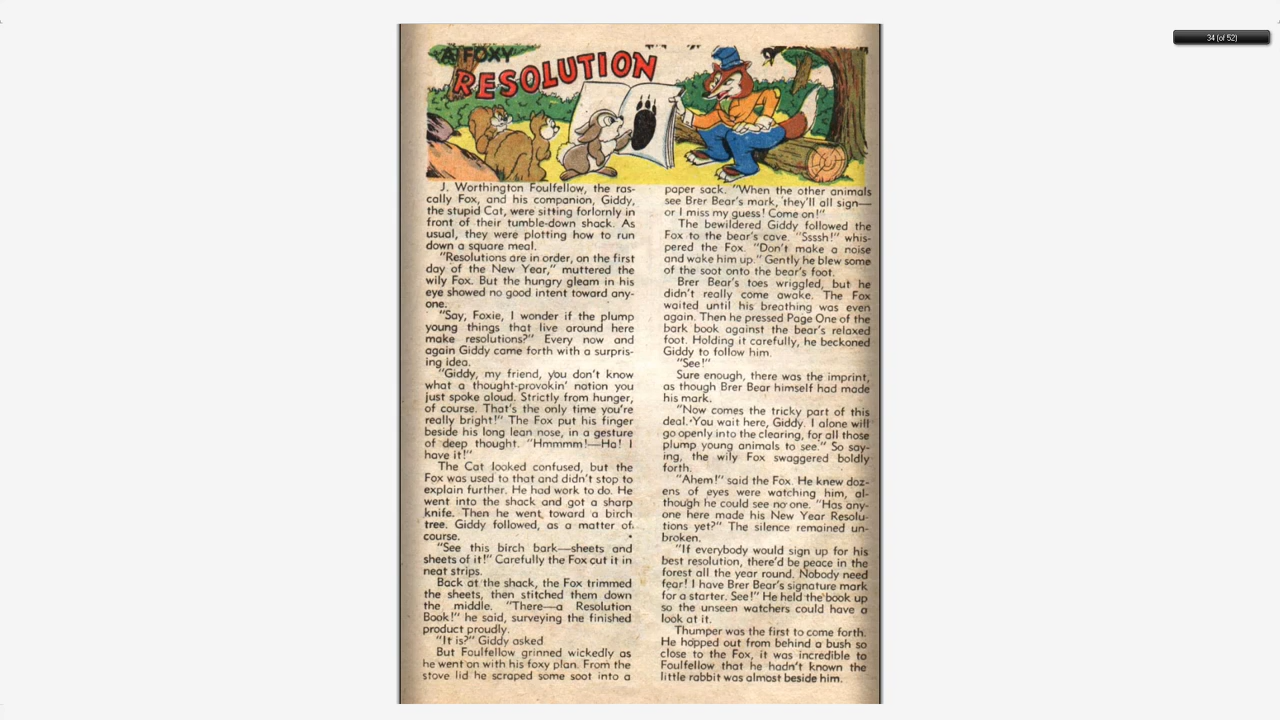 34 (of 52)
A FOXY
RESOLUTION
J. Worthington Foulfellow, the ras-
cally Fox, and his companion, Giddy,
the stupid Cat, were sitting forlornly in
front of their tumble-down shack. As
usual, they were plotting how to run
down a square meal.
"Resolutions are in order, on the first
day of the New Year," muttered the
wily Fox. But the hungry gleam in his
eye showed no good intent toward any-
one.
"Say, Foxie, I wonder if the plump
young things that live around here
make resolutions?" Every now and
again Giddy came forth with a surpris-
ing idea.
"Giddy, my friend, you don't know
what a thought-provokin' notion you
just spoke aloud. Strictly from hunger,
of course. That's the only time you're
really bright!" The Fox put his finger
beside his long lean nose, in a gesture
of deep thought. "Hmmmm!—Ha! I
have it!"
The Cat looked confused, but the
Fox was used to that and didn't stop to
explain further. He had work to do. He
went into the shack and got a sharp
knife. Then he went toward a birch
tree. Giddy followed, as a matter of
course.
"See this birch bark—sheets and
sheets of it!" Carefully the Fox cut it in
neat strips.
Back at the shack, the Fox trimmed
the sheets, then stitched them down
the middle. "There—a Resolution
Book!" he said, surveying the finished
product proudly.
"It is?" Giddy asked
But Foulfellow grinned wickedly as
he went on with his foxy plan. From the
stove lid he scraped some soot into a
paper sack. "When the other animals
see Brer Bear's mark, they'll all sign—
or I miss my guess! Come on!"
The bewildered Giddy followed the
Fox to the bear's cave. "Ssssh!" whis-
pered the Fox. "Don't make a noise
and wake him up." Gently he blew some
of the soot onto the bear's foot.
Brer Bear's toes wriggled, but he
didn't really come awake. The Fox
waited until his breathing was even
again. Then he pressed Page One of the
bark book against the bear's relaxed
foot. Holding it carefully, he beckoned
Giddy to follow him.
"See!"
Sure enough, there was the imprint,
as though Brer Bear himself had made
his mark.
"Now comes the tricky part of this
deal. You wait here, Giddy. I alone will
go openly into the clearing, for all those
plump young animals to see." So say-
ing, the wily Fox swaggered boldly
forth.
"Ahem!" said the Fox. He knew doz-
ens of eyes were watching him, al-
though he could see no one. "Has any-
one here made his New Year Resolu-
tions yet?" The silence remained un-
broken.
"If everybody would sign up for his
best resolution, there'd be peace in the
forest all the year round. Nobody need
fear! I have Brer Bear's signature mark
for a starter. See!" He held the book up
so the unseen watchers could have a
look at it.
Thumper was the first to come forth.
He hopped out from behind a bush so
close to the Fox, it was incredible to
Foulfellow that he hadn't known the
little rabbit was almost beside him.